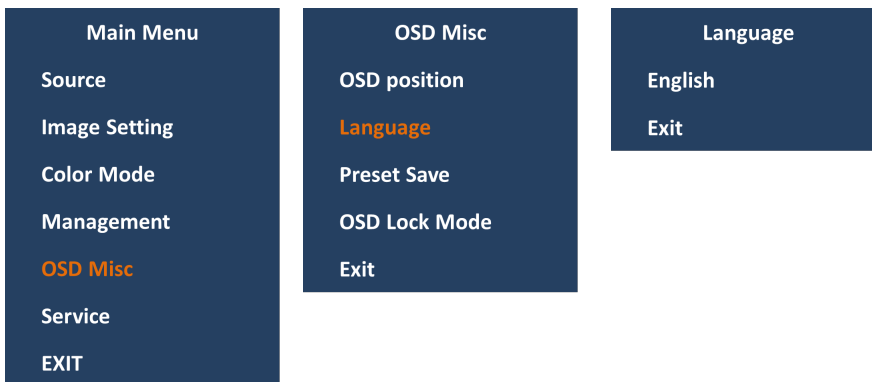 Main Menu
Source
Image Setting
Color Mode
Management
OSD Misc
Service
EXIT
OSD Misc
OSD position
Language
Preset Save
OSD Lock Mode
Exit
Language
English
Exit